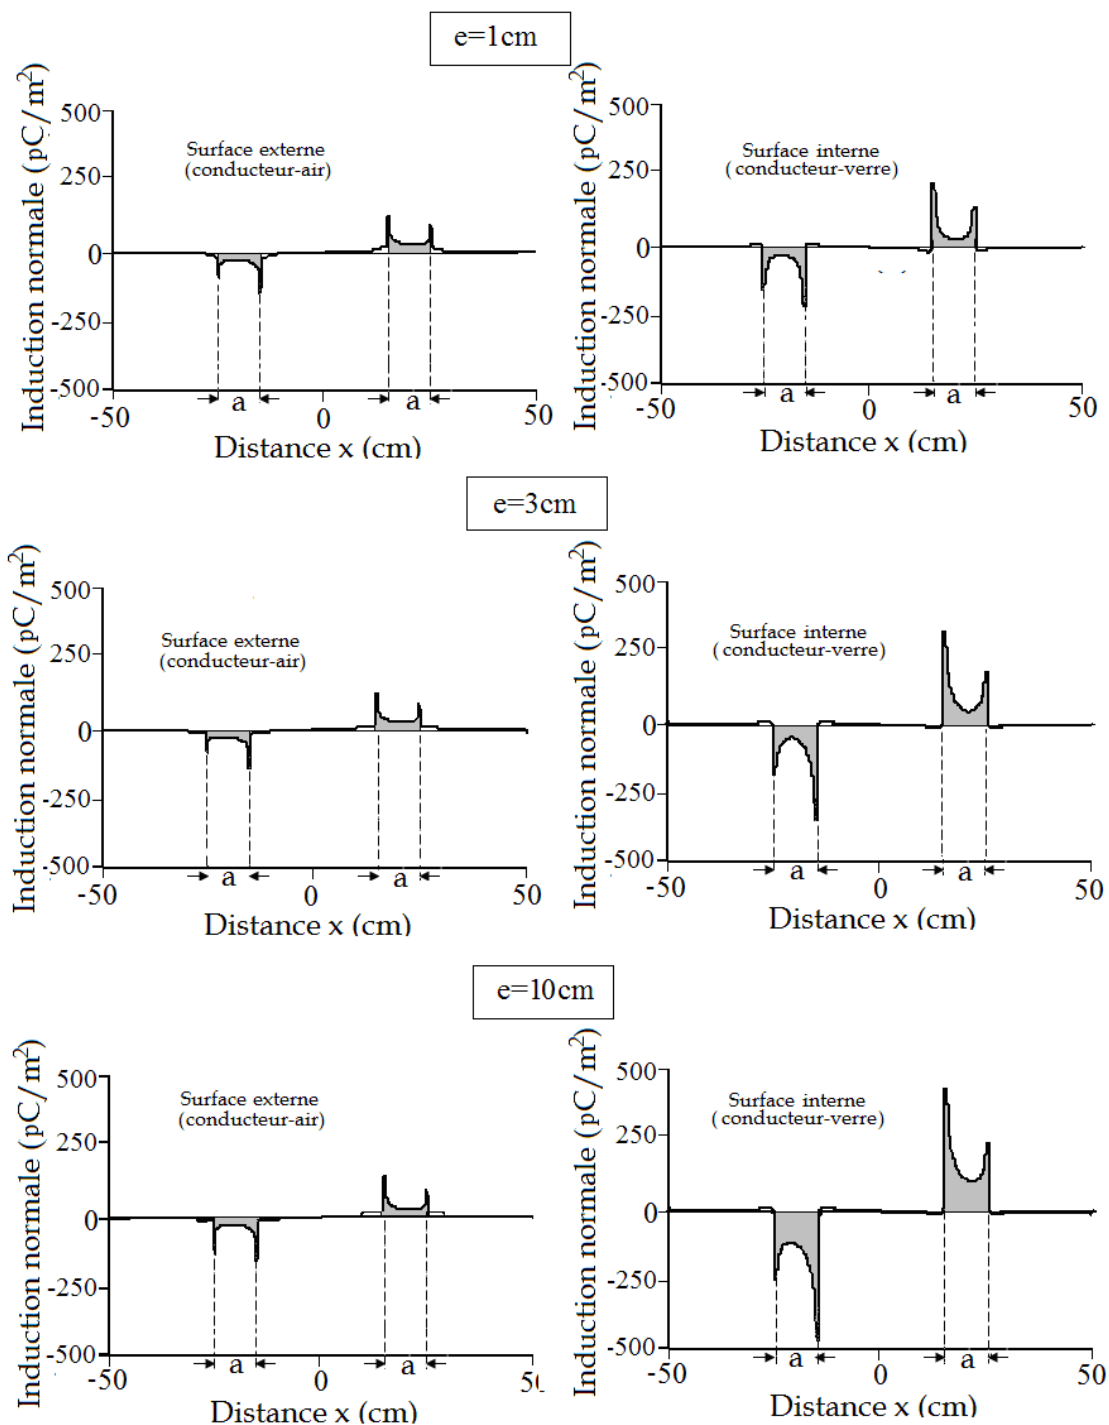 e=1cm
Induction normale (pC/m²)
500
250
0
-250
-500
Surface externe
(conducteur-air)
a
a
-50
0
50
Distance x (cm)
Induction normale (pC/m²)
500
250
0
-250
-500
Surface interne
(conducteur-verre)
a
a
-50
0
50
Distance x (cm)
e=3cm
Induction normale (pC/m²)
500
250
0
-250
-500
Surface externe
(conducteur-air)
a
a
-50
0
50
Distance x (cm)
Induction normale (pC/m²)
500
250
0
-250
-500
Surface interne
(conducteur-verre)
a
a
-50
0
50
Distance x (cm)
e=10cm
Induction normale (pC/m²)
500
250
0
-250
-500
Surface externe
(conducteur-air)
a
a
-50
0
50
Distance x (cm)
Induction normale (pC/m²)
500
250
0
-250
-500
Surface interne
(conducteur-verre)
a
a
-50
0
50
Distance x (cm)